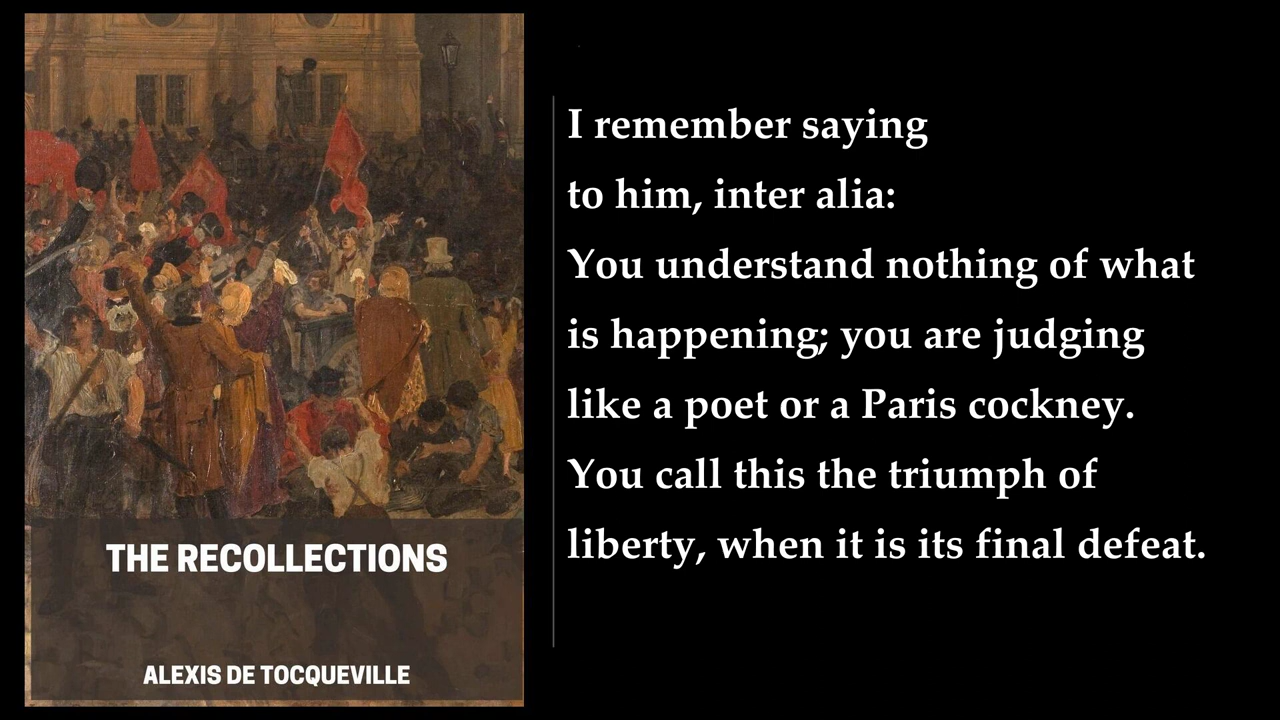 THE RECOLLECTIONS
ALEXIS DE TOCQUEVILLE
I remember saying
to him, inter alia:
You understand nothing of what
is happening; you are judging
like a poet or a Paris cockney.
You call this the triumph of
liberty, when it is its final defeat.